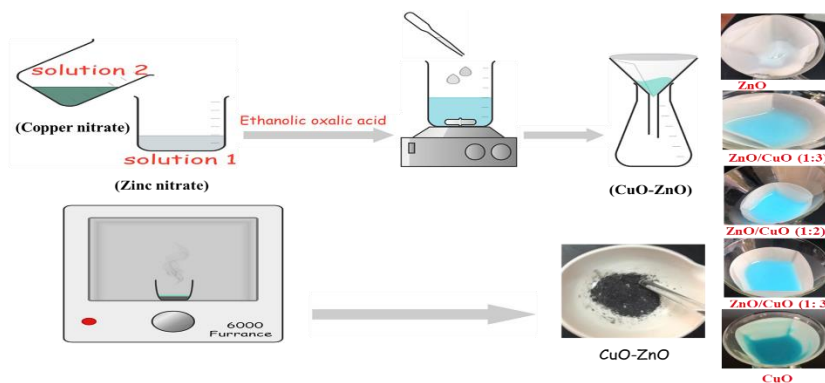 solution 2
(Copper nitrate)
solution 1
(Zinc nitrate)
Ethanolic oxalic acid
(CuO-ZnO)
6000
Furrance
CuO-ZnO
ZnO
ZnO/CuO (1:3)
ZnO/CuO (1:2)
ZnO/CuO (1: 3
CuO